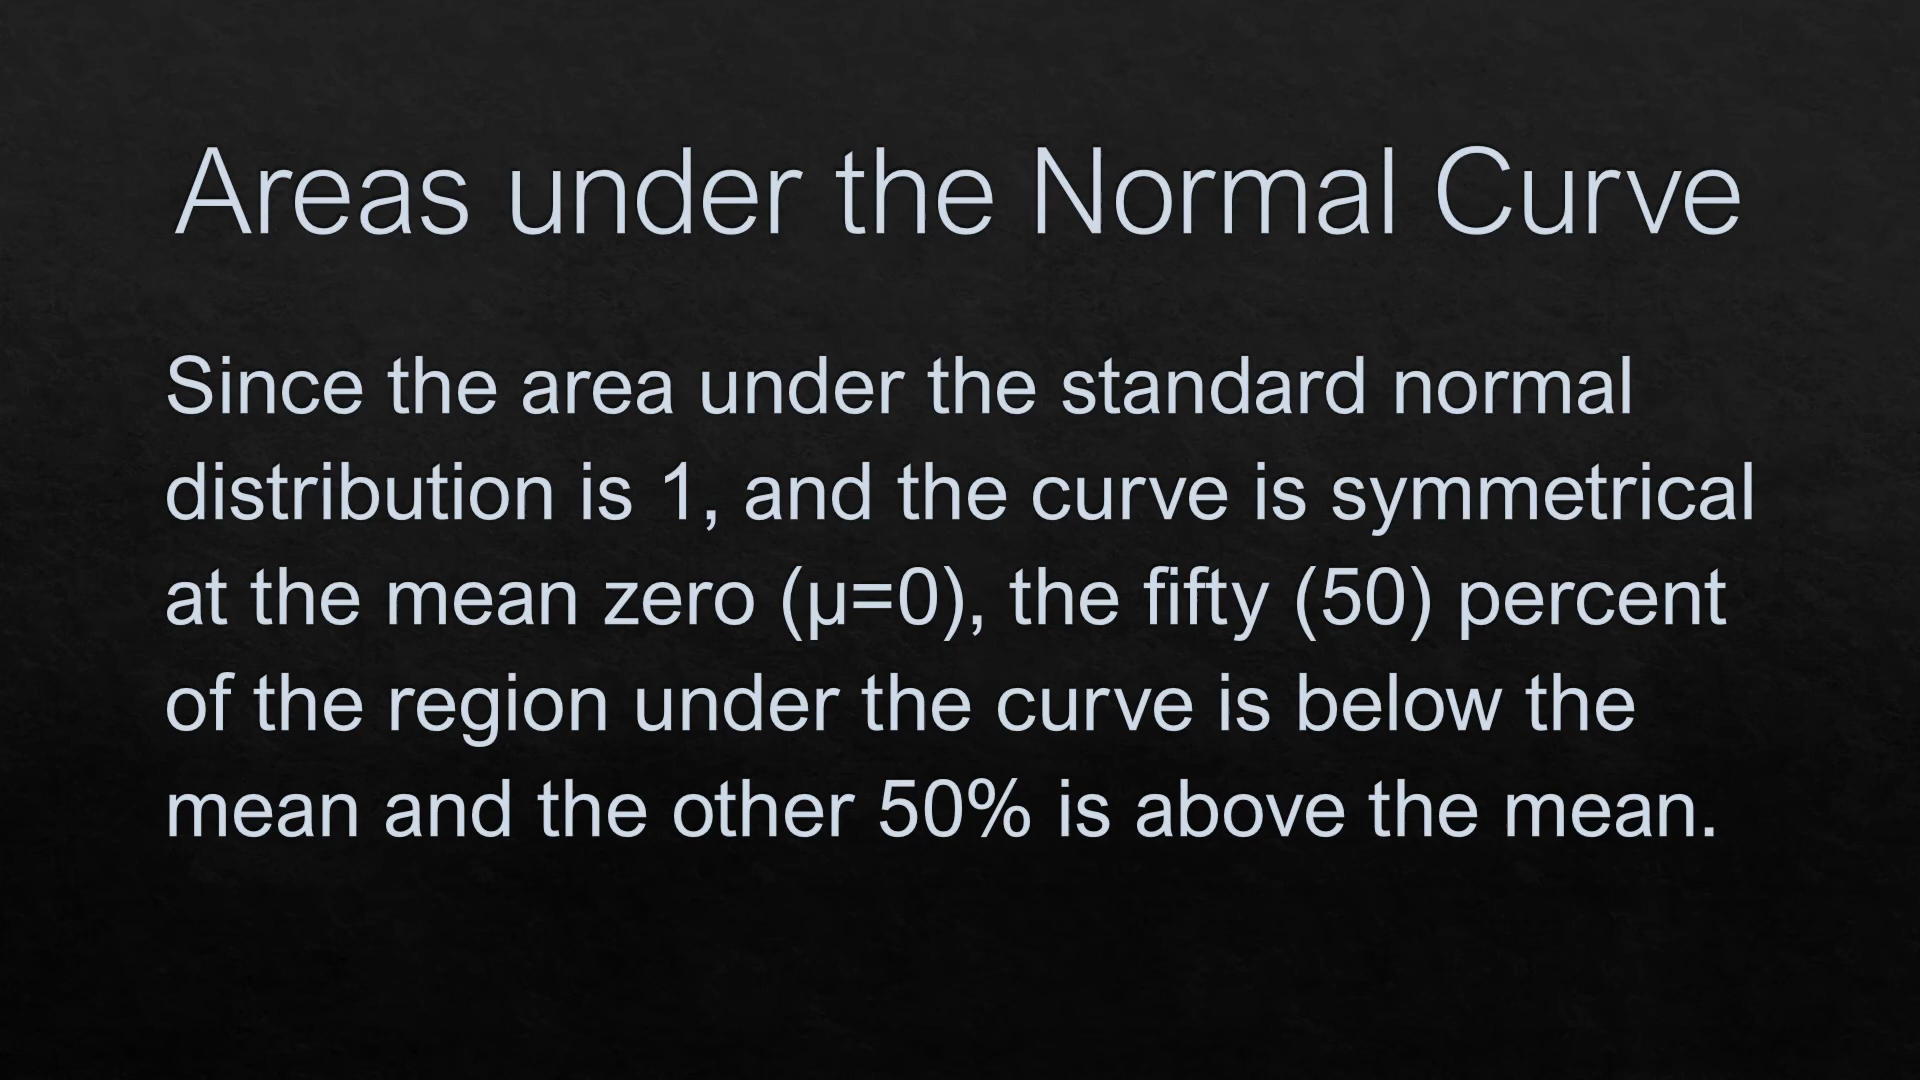 Areas under the Normal Curve
Since the area under the standard normal
distribution is 1, and the curve is symmetrical
at the mean zero (µ=0), the fifty (50) percent
of the region under the curve is below the
mean and the other 50% is above the mean.